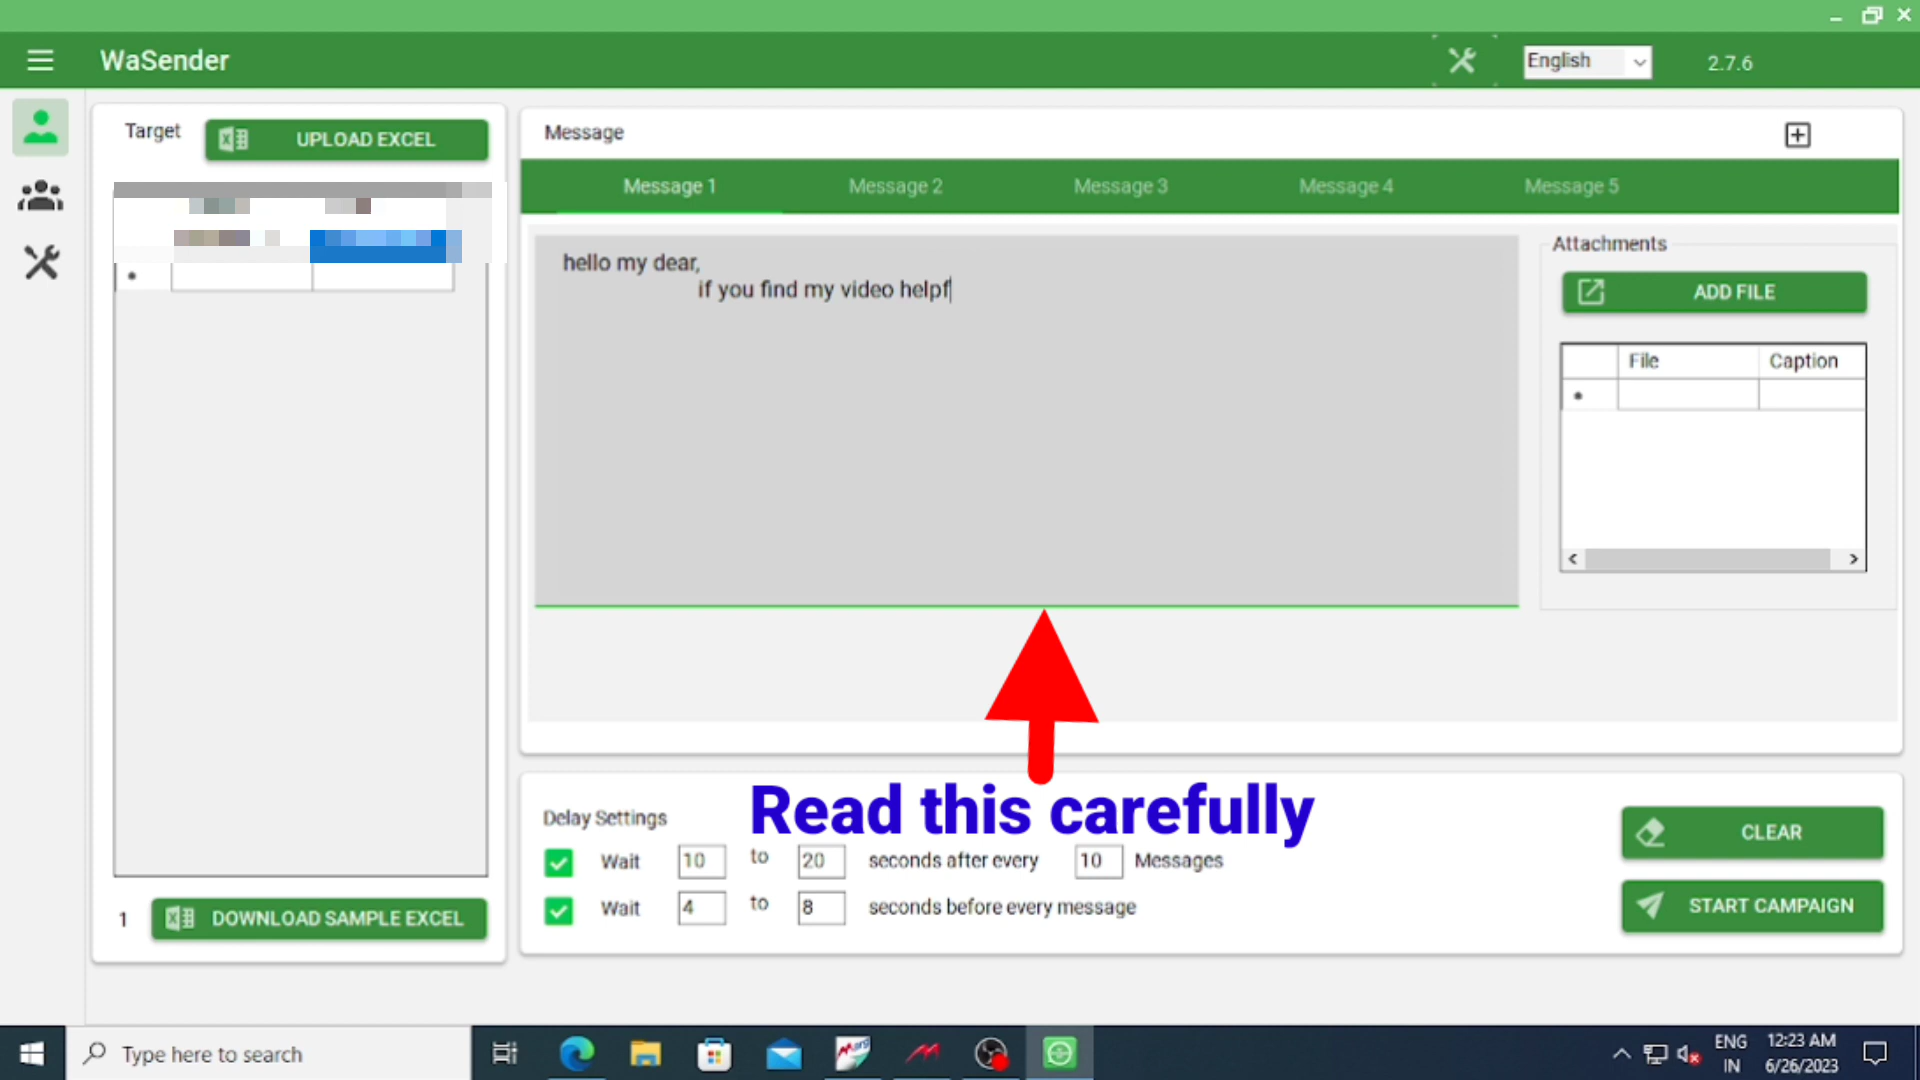 WaSender
English
2.7.6
Target
UPLOAD EXCEL
Message
Message 1
Message 2
Message 3
Message 4
Message 5
hello my dear,
if you find my video helpf
Attachments
ADD FILE
File
Caption
Read this carefully
Delay Settings
Wait 10 to 20 seconds after every 10 Messages
Wait 4 to 8 seconds before every message
CLEAR
START CAMPAIGN
1
DOWNLOAD SAMPLE EXCEL
Type here to search
ENG
IN
12:23 AM
6/26/2023